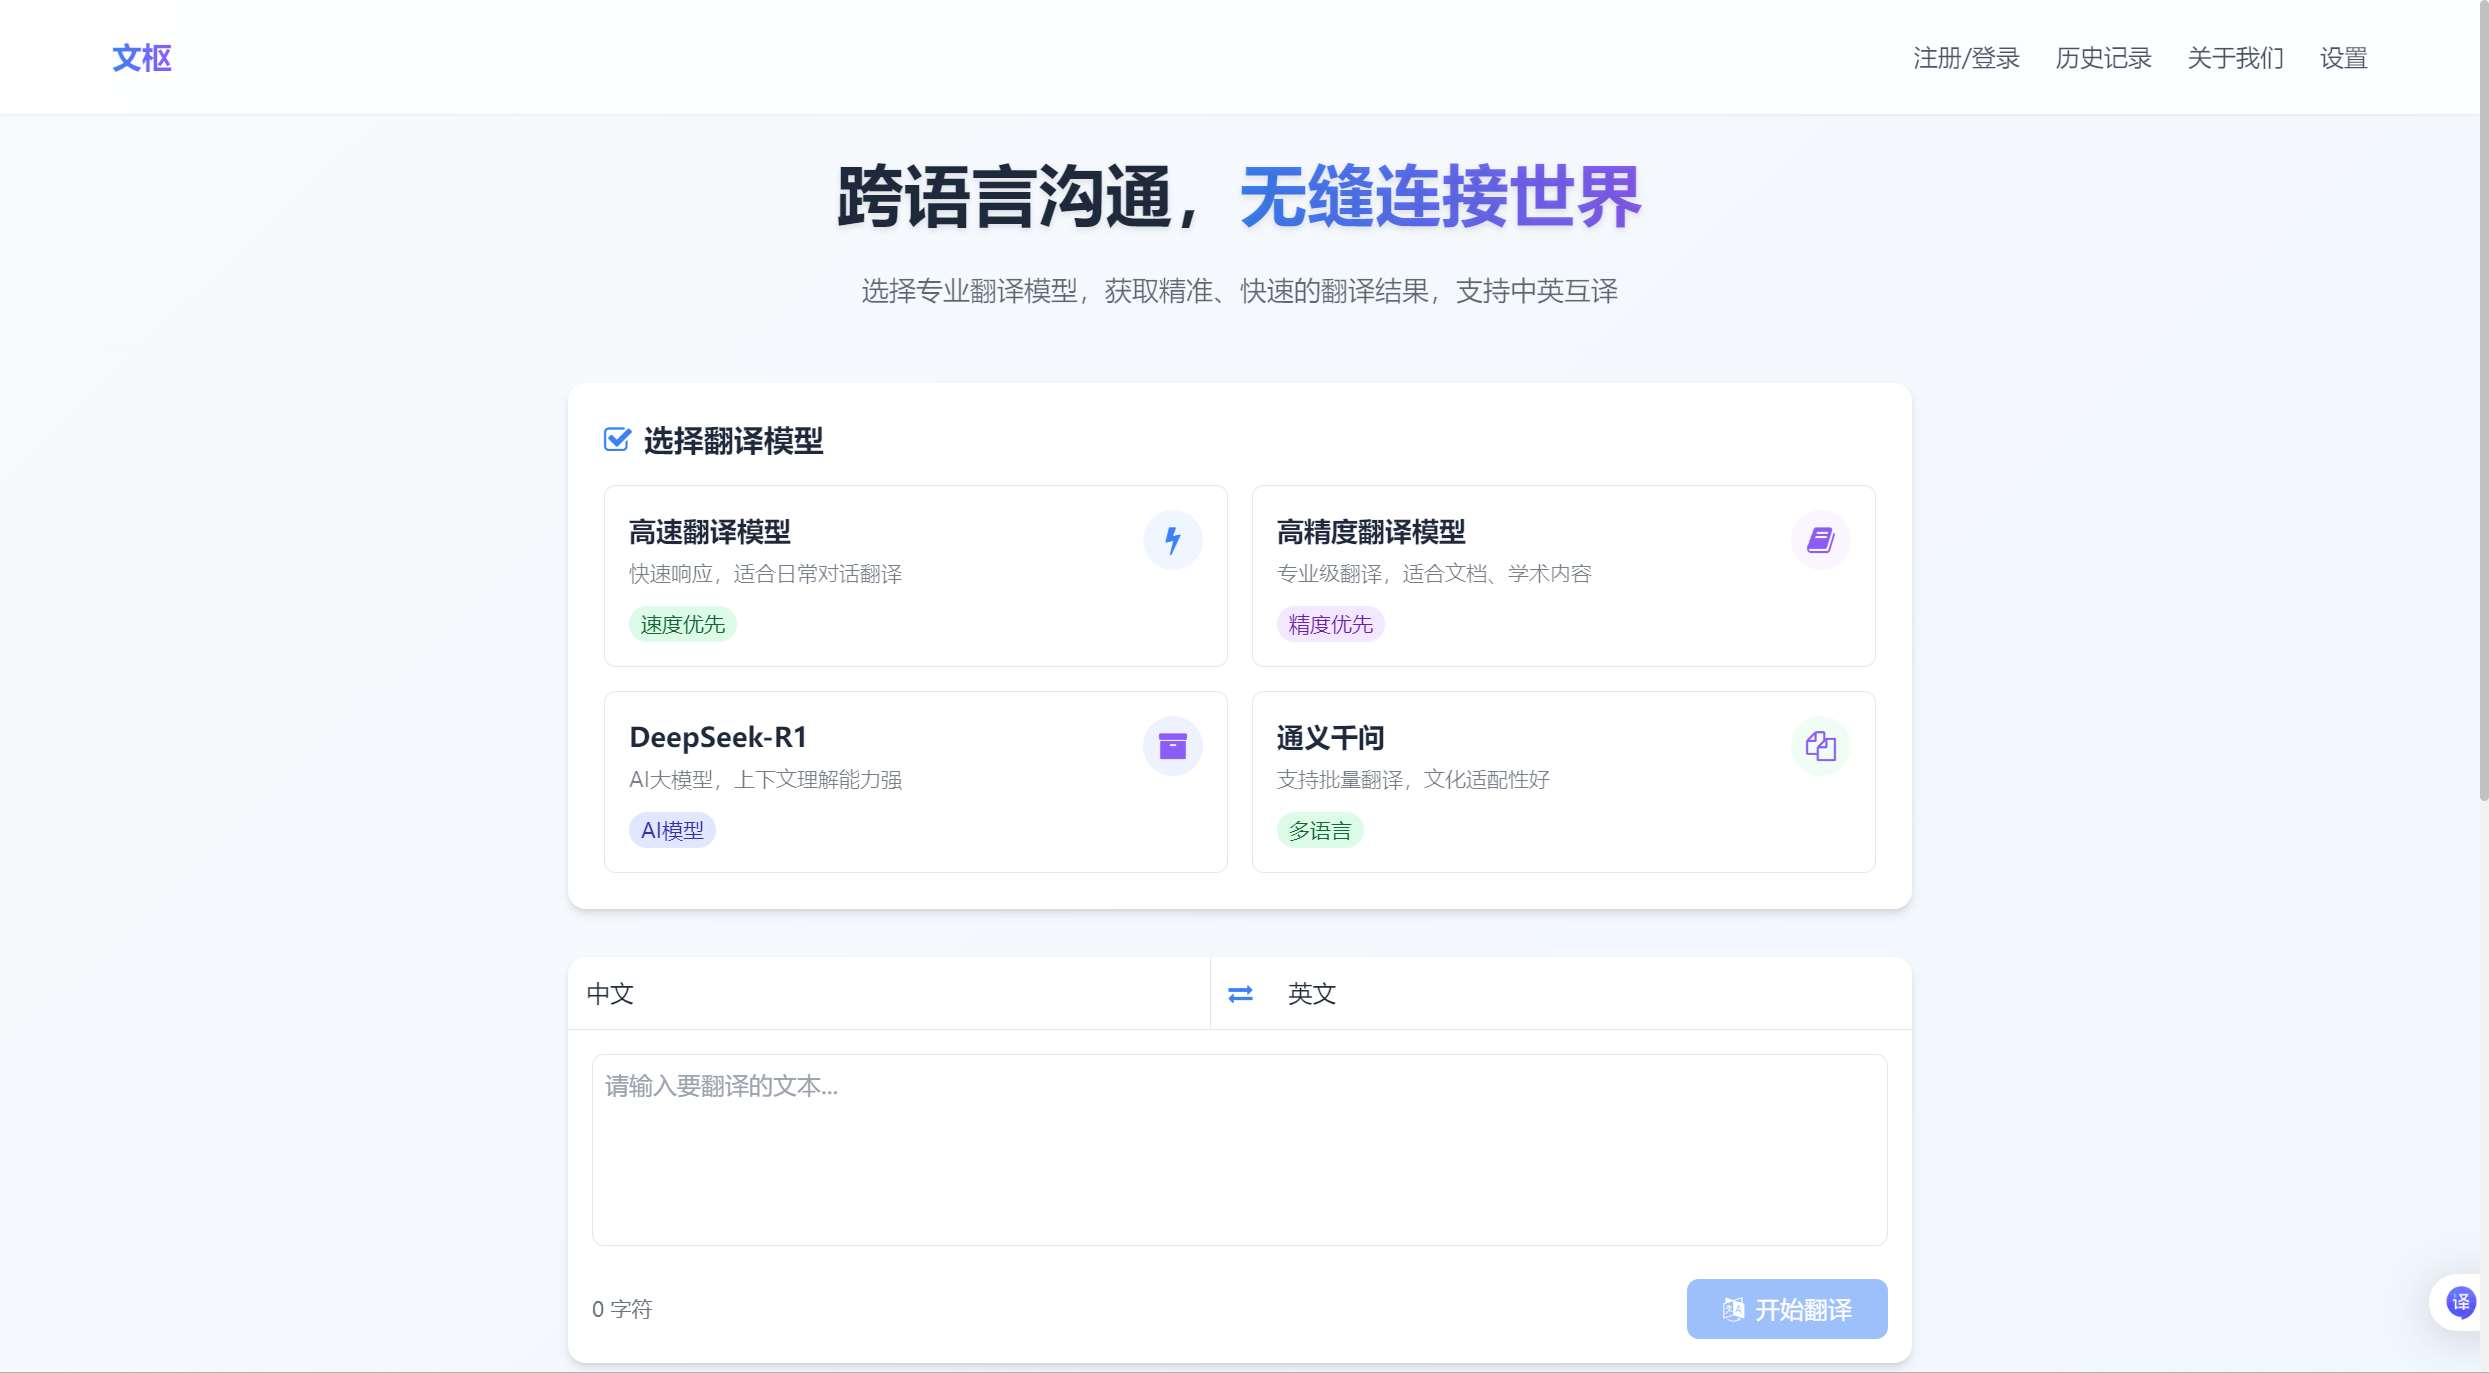 文枢
注册/登录 历史记录 关于我们 设置
跨语言沟通，无缝连接世界
选择专业翻译模型，获取精准、快速的翻译结果，支持中英互译
选择翻译模型
高速翻译模型
快速响应，适合日常对话翻译
速度优先
高精度翻译模型
专业级翻译，适合文档、学术内容
精度优先
DeepSeek-R1
AI大模型，上下文理解能力强
AI模型
通义千问
支持批量翻译，文化适配性好
多语言
中文
英文
请输入要翻译的文本...
0 字符
开始翻译
译